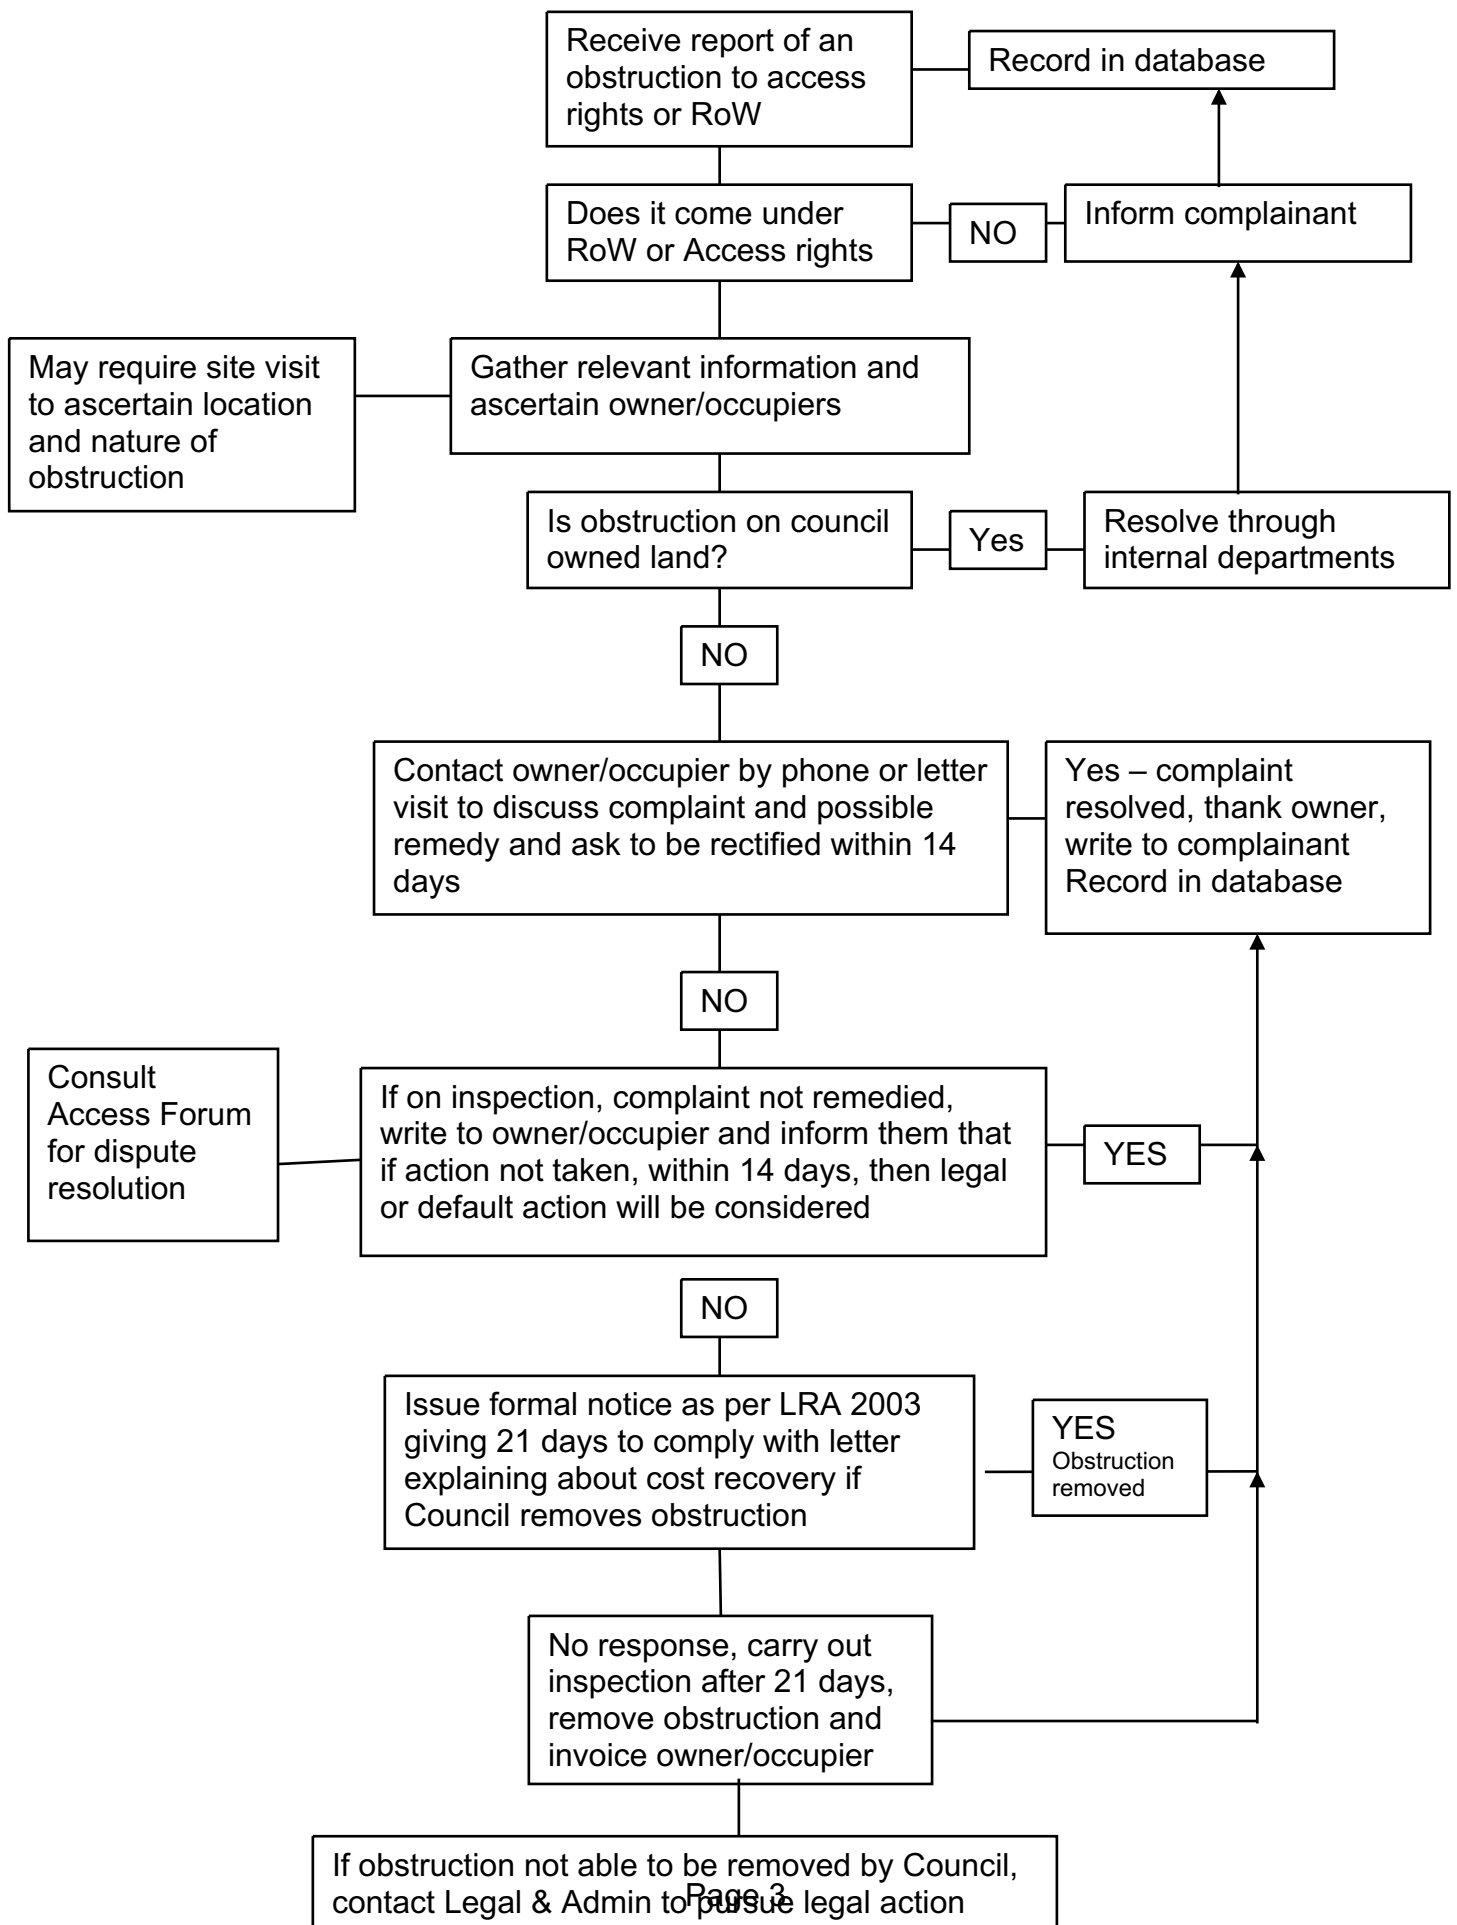 Receive report of an
obstruction to access
rights or RoW
Record in database
Does it come under
RoW or Access rights
NO
Inform complainant
May require site visit
to ascertain location
and nature of
obstruction
Gather relevant information and
ascertain owner/occupiers
Is obstruction on council
owned land?
Yes
Resolve through
internal departments
NO
Contact owner/occupier by phone or letter
visit to discuss complaint and possible
remedy and ask to be rectified within 14
days
Yes – complaint
resolved, thank owner,
write to complainant
Record in database
NO
Consult
Access Forum
for dispute
resolution
If on inspection, complaint not remedied,
write to owner/occupier and inform them that
if action not taken, within 14 days, then legal
or default action will be considered
YES
NO
Issue formal notice as per LRA 2003
giving 21 days to comply with letter
explaining about cost recovery if
Council removes obstruction
YES
Obstruction
removed
No response, carry out
inspection after 21 days,
remove obstruction and
invoice owner/occupier
If obstruction not able to be removed by Council,
contact Legal & Admin to pursue legal action
Page 3